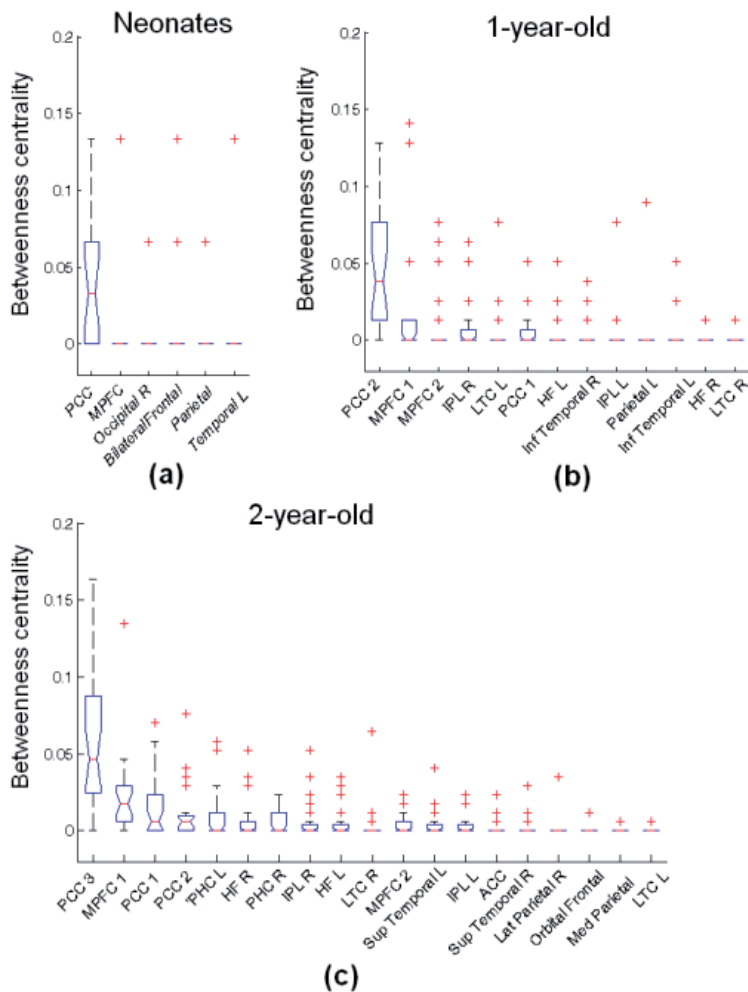 Neonates
Betweenness centrality
0.2
0.15
0.1
0.05
0
PCC
MPFC
Occipital R
BilateralFrontal
Parietal
Temporal L
(a)
1-year-old
Betweenness centrality
0.2
0.15
0.1
0.05
0
PCC 2
MPFC 1
MPFC 2
IPL R
LTC L
PCC 1
HF L
Inf Temporal R
IPL L
Parietal L
Inf Temporal L
HF R
LTC R
(b)
2-year-old
Betweenness centrality
0.2
0.15
0.1
0.05
0
PCC 3
MPFC 1
PCC 1
PCC 2
'PHC L
HF R
PHC R
IPL R
HF L
LTC R
MPFC 2
Sup Temporal L
IPL L
ACC
Sup Temporal R
Lat Parietal R
Orbital Frontal
Med Parietal
LTC L
(c)